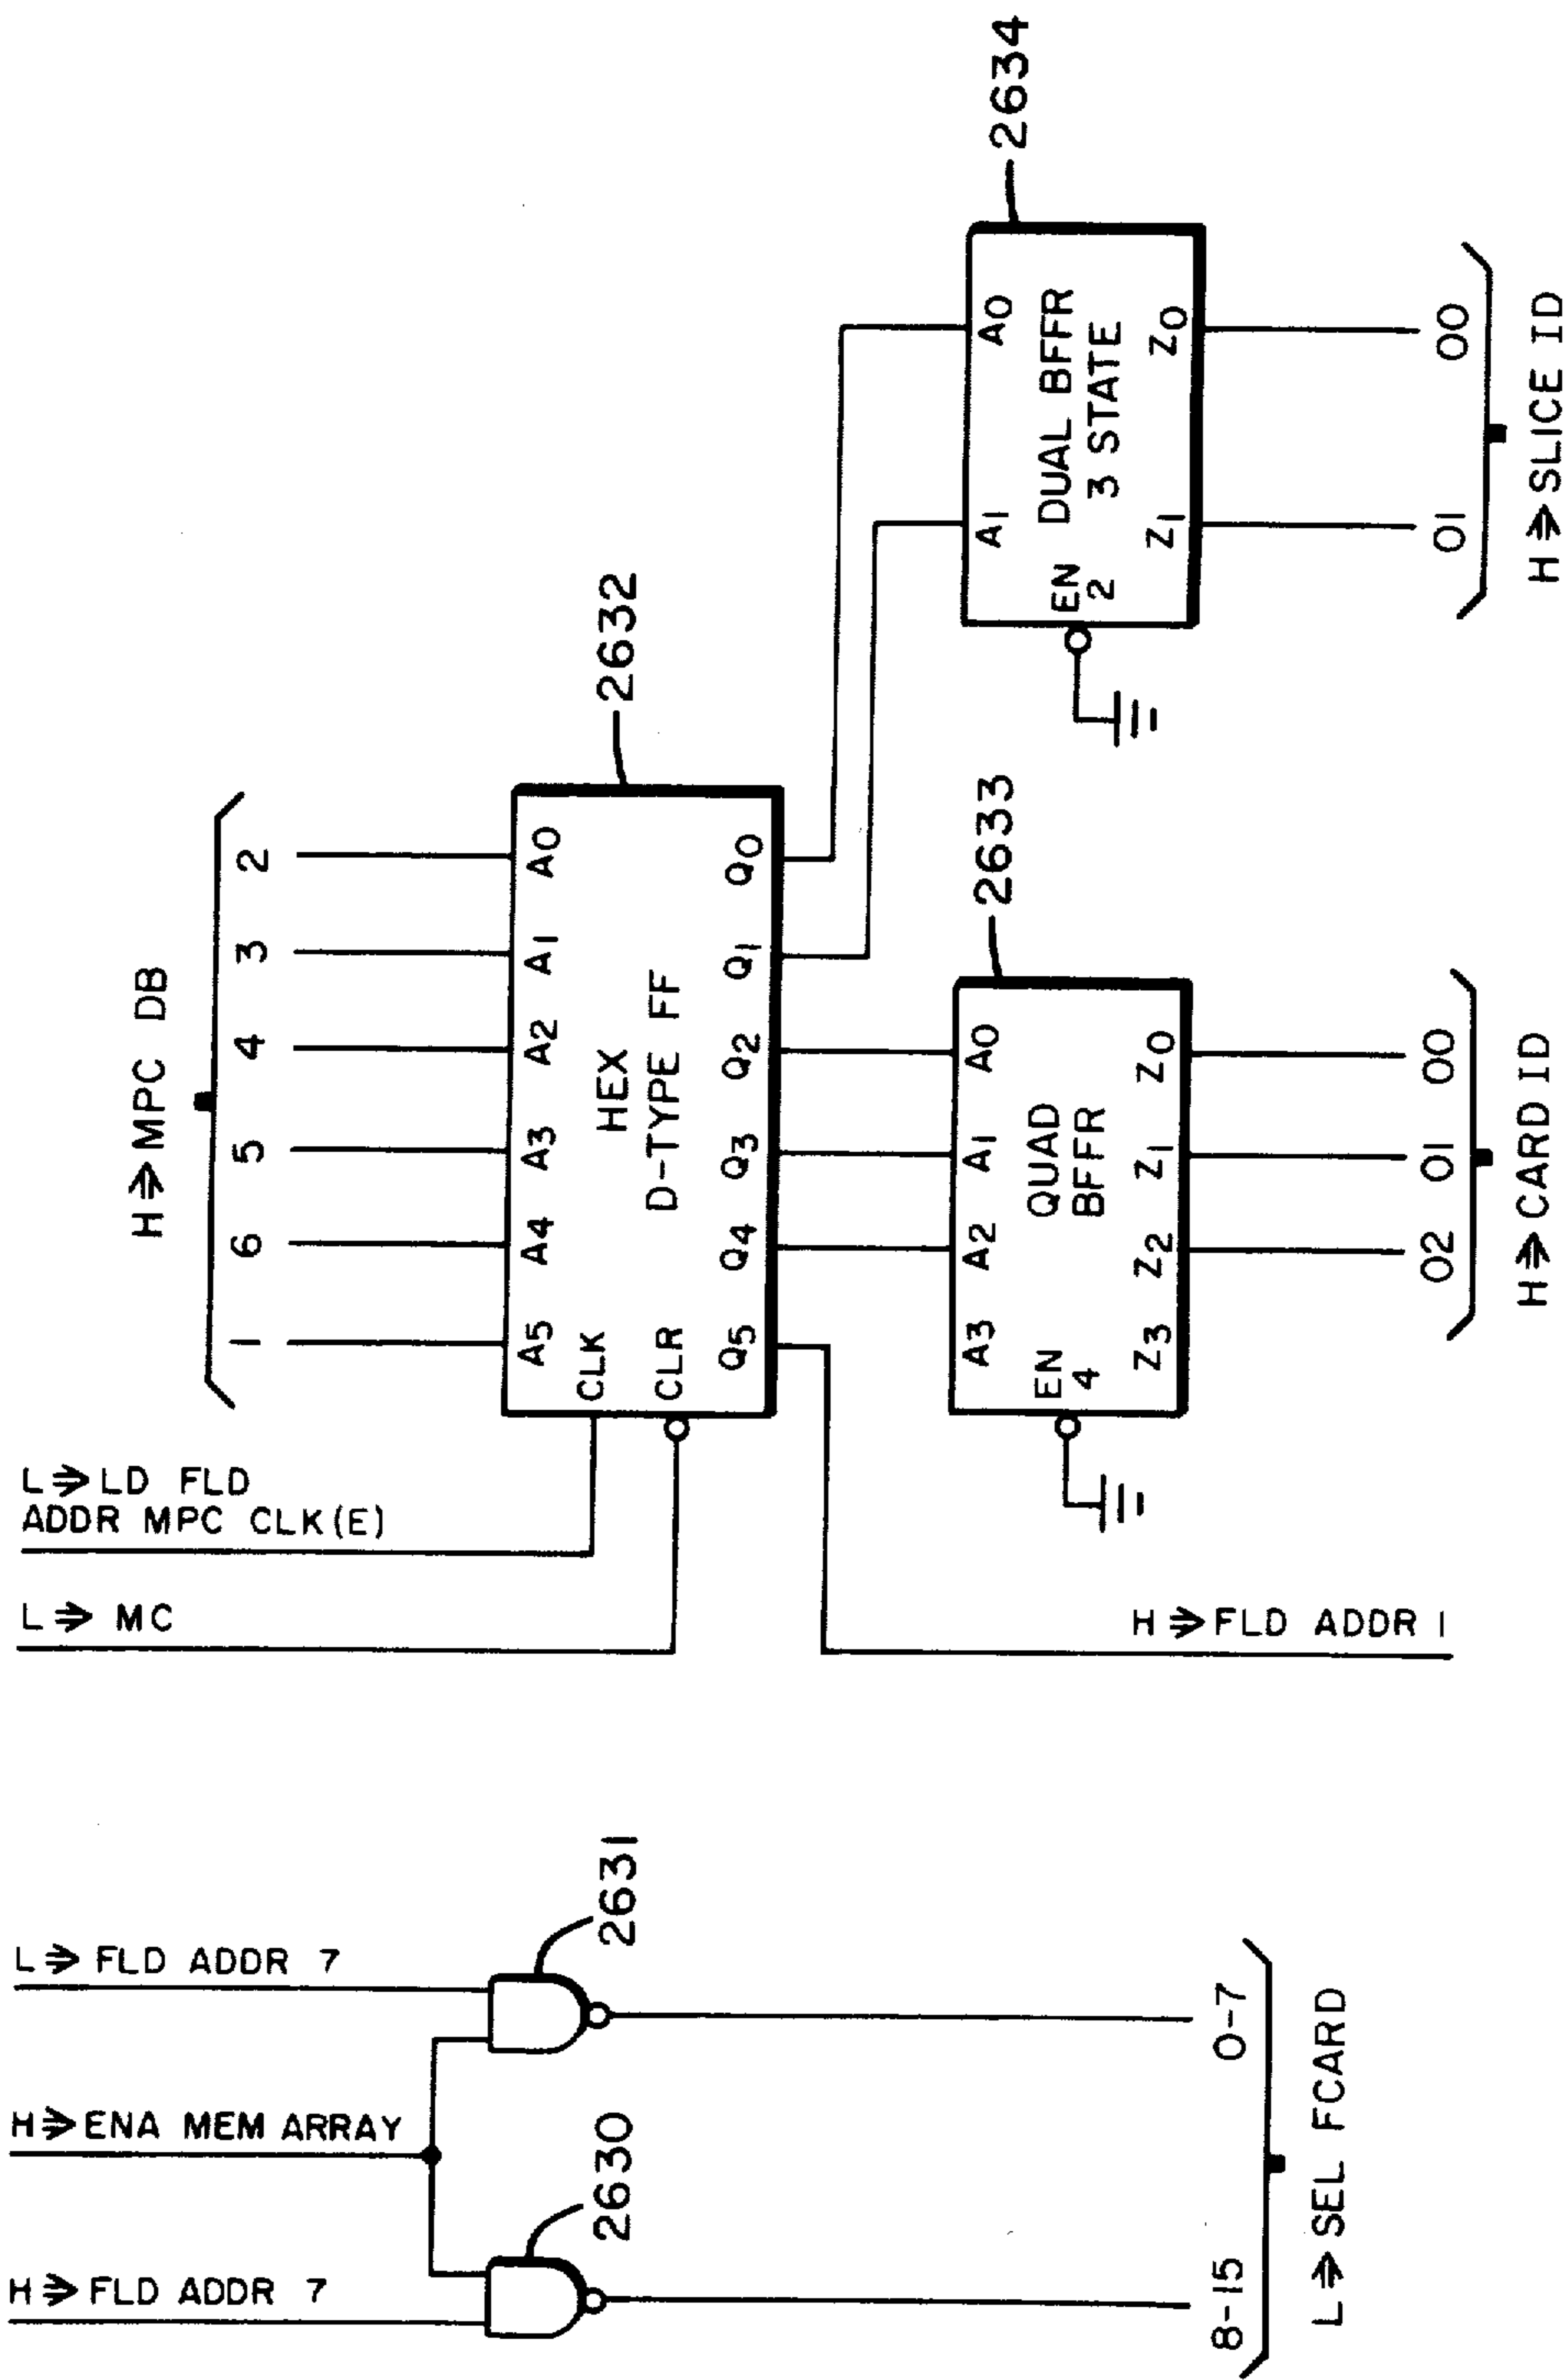 H⇒FLD ADDR 7
H⇒ENA MEM ARRAY
L⇒FLD ADDR 7
2630
2631
8-15
0-7
L⇒SEL FCARD
L⇒MC
L⇒LD FLD
ADDR MPC CLK(E)
H⇒MPC DB
1 6 5 4 3 2
A5 A4 A3 A2 A1 A0
CLK
HEX
D-TYPE FF
CLR
Q5 Q4 Q3 Q2 Q1 Q0
2632
H⇒FLD ADDR 1
A3 A2 A1 A0
EN
4
QUAD
BFFR
Z3 Z2 Z1 Z0
2633
02 01 00
H⇒CARD ID
A1 A0
EN
2
DUAL BFFR
3 STATE
Z1 Z0
2634
01 00
H⇒SLICE ID